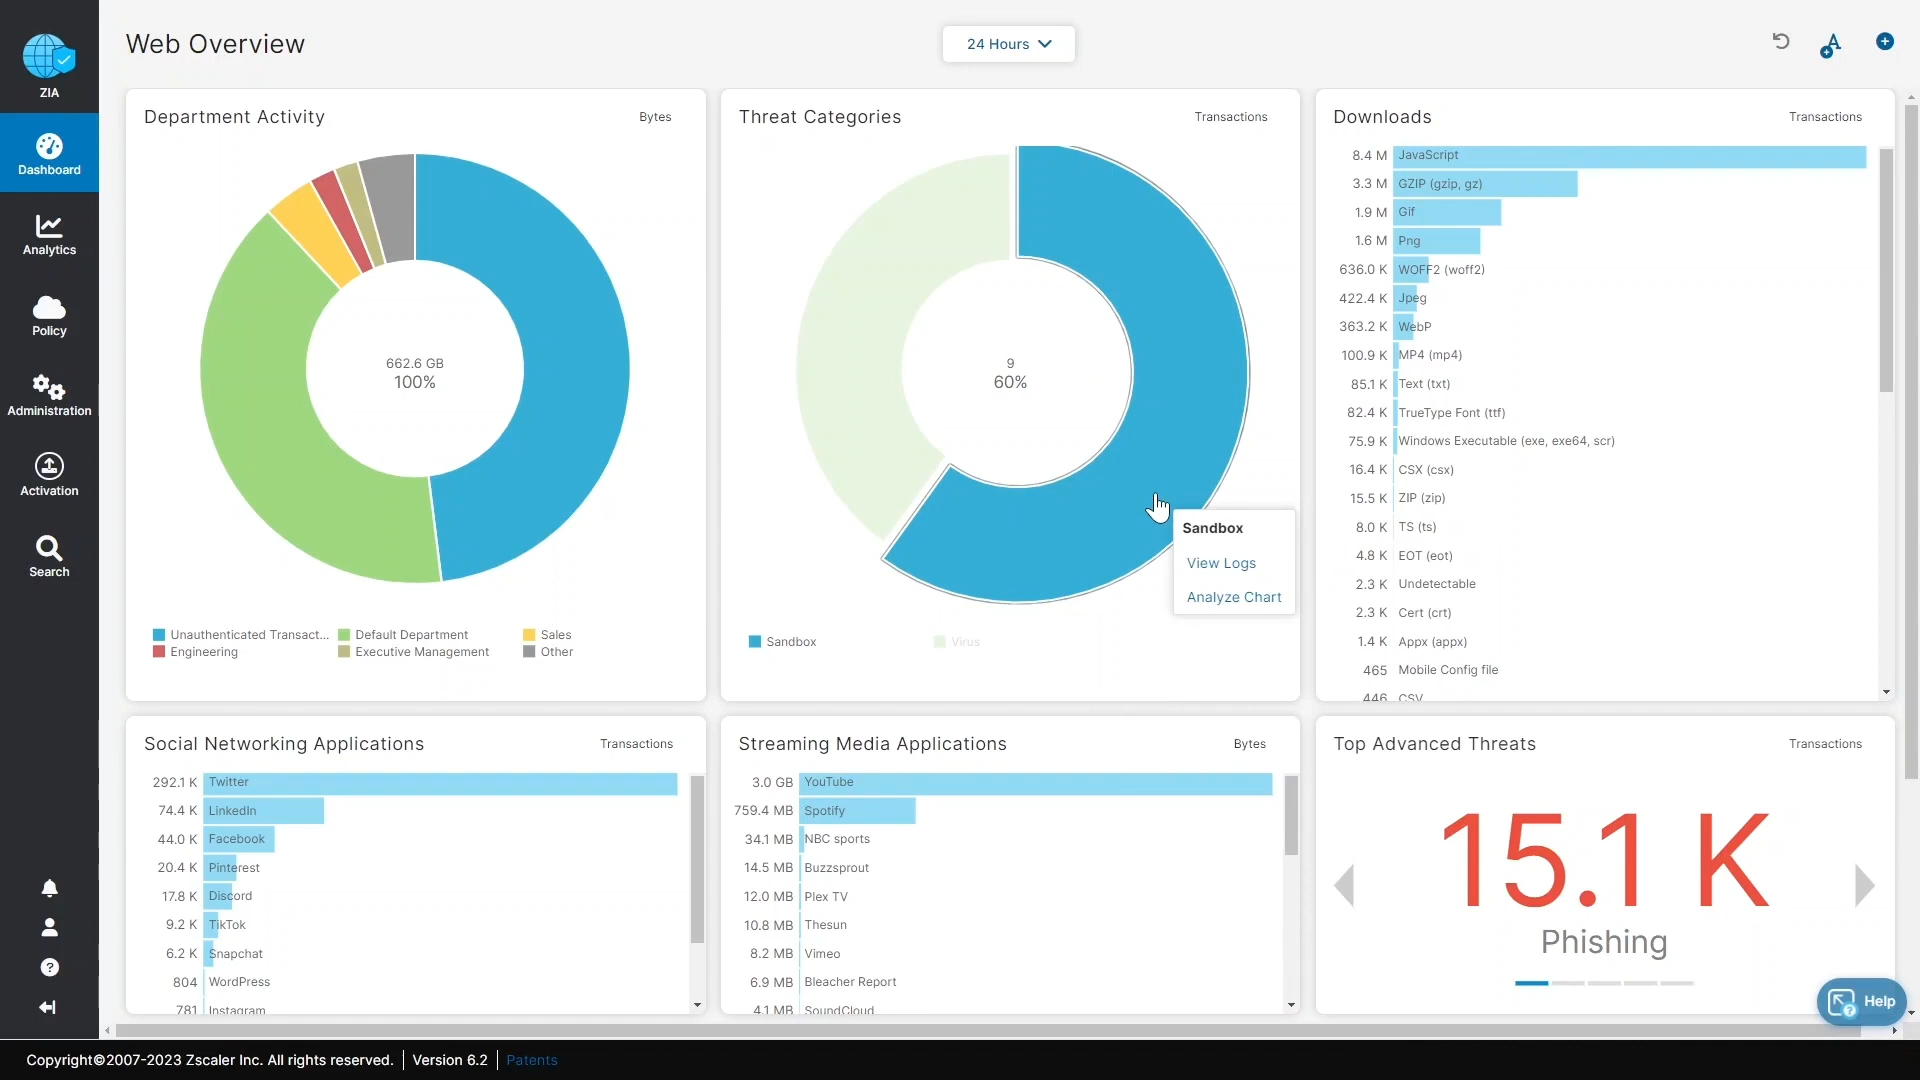 ZIA
Dashboard
Analytics
Policy
Administration
Activation
Search
Web Overview
24 Hours
A
Department Activity
Bytes
662.6 GB
100%
Unauthenticated Transact...
Default Department
Sales
Engineering
Executive Management
Other
Threat Categories
Transactions
9
60%
Sandbox
View Logs
Analyze Chart
Sandbox
Virus
Downloads
Transactions
8.4 M JavaScript
3.3 M GZIP (gzip, gz)
1.9 M Gif
1.6 M Png
636.0 K WOFF2 (woff2)
422.4 K Jpeg
363.2 K WebP
100.9 K MP4 (mp4)
85.1 K Text (txt)
82.4 K TrueType Font (ttf)
75.9 K Windows Executable (exe, exe64, scr)
16.4 K CSX (csx)
15.5 K ZIP (zip)
8.0 K TS (ts)
4.8 K EOT (eot)
2.3 K Undetectable
2.3 K Cert (crt)
1.4 K Appx (appx)
465 Mobile Config file
446 CSV
Social Networking Applications
Transactions
292.1 K Twitter
74.4 K LinkedIn
44.0 K Facebook
20.4 K Pinterest
17.8 K Discord
9.2 K TikTok
6.2 K Snapchat
804 WordPress
781 Instagram
Streaming Media Applications
Bytes
3.0 GB YouTube
759.4 MB Spotify
34.1 MB NBC sports
14.5 MB Buzzsprout
12.0 MB Plex TV
10.8 MB Thesun
8.2 MB Vimeo
6.9 MB Bleacher Report
4.1 MB SoundCloud
Top Advanced Threats
Transactions
15.1 K
Phishing
Help
Copyright©2007-2023 Zscaler Inc. All rights reserved. | Version 6.2 | Patents